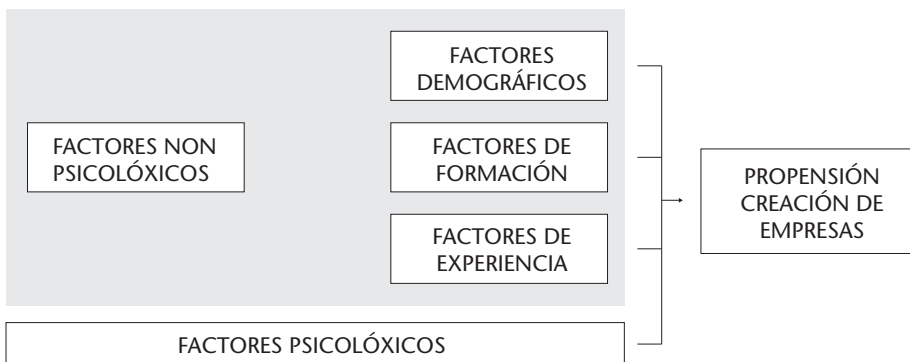 FACTORES
DEMOGRÁFICOS
FACTORES NON
PSICOLÓXICOS
FACTORES DE
FORMACIÓN
FACTORES DE
EXPERIENCIA
PROPENSIÓN
CREACIÓN DE
EMPRESAS
FACTORES PSICOLÓXICOS